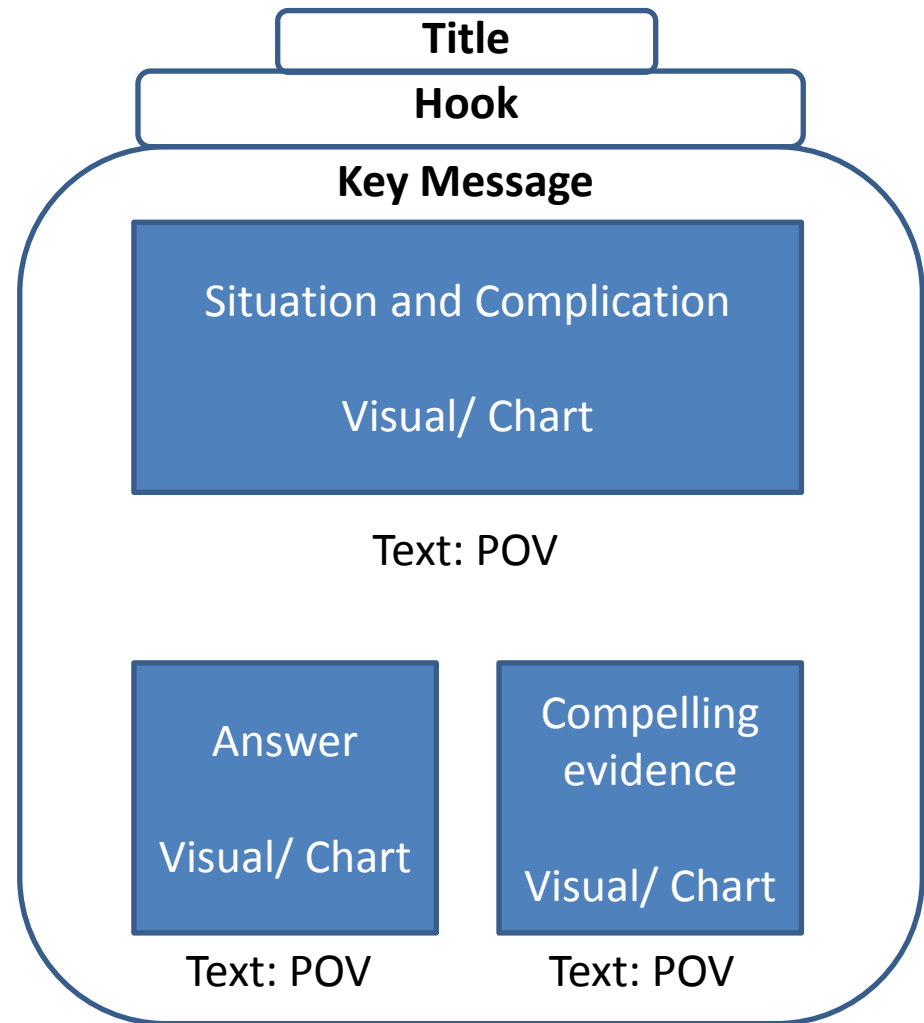 Title
Hook
Key Message
Situation and Complication
Visual/ Chart
Text: POV
Answer
Visual/ Chart
Text: POV
Compelling
evidence
Visual/ Chart
Text: POV